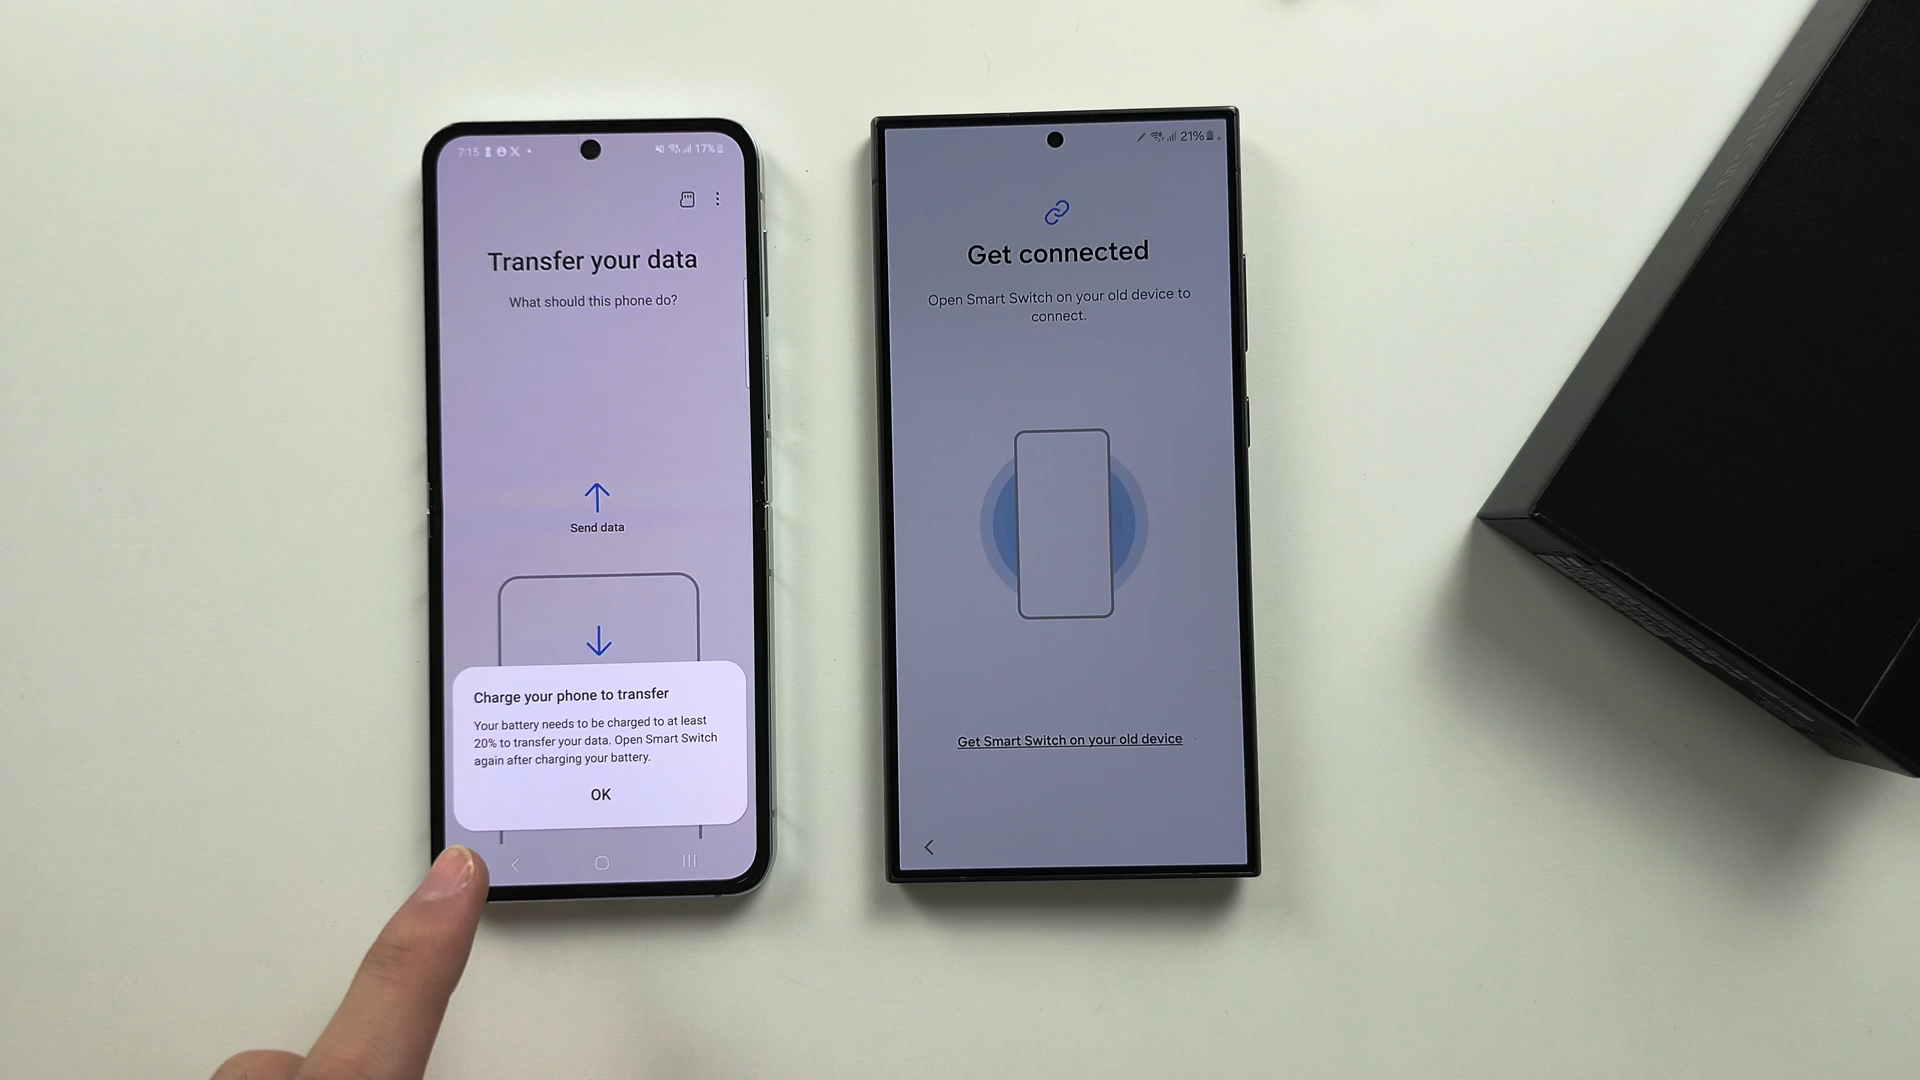 7:15
17%
Transfer your data
What should this phone do?
Send data
Charge your phone to transfer
Your battery needs to be charged to at least
20% to transfer your data. Open Smart Switch
again after charging your battery.
OK
21%
Get connected
Open Smart Switch on your old device to
connect.
Get Smart Switch on your old device